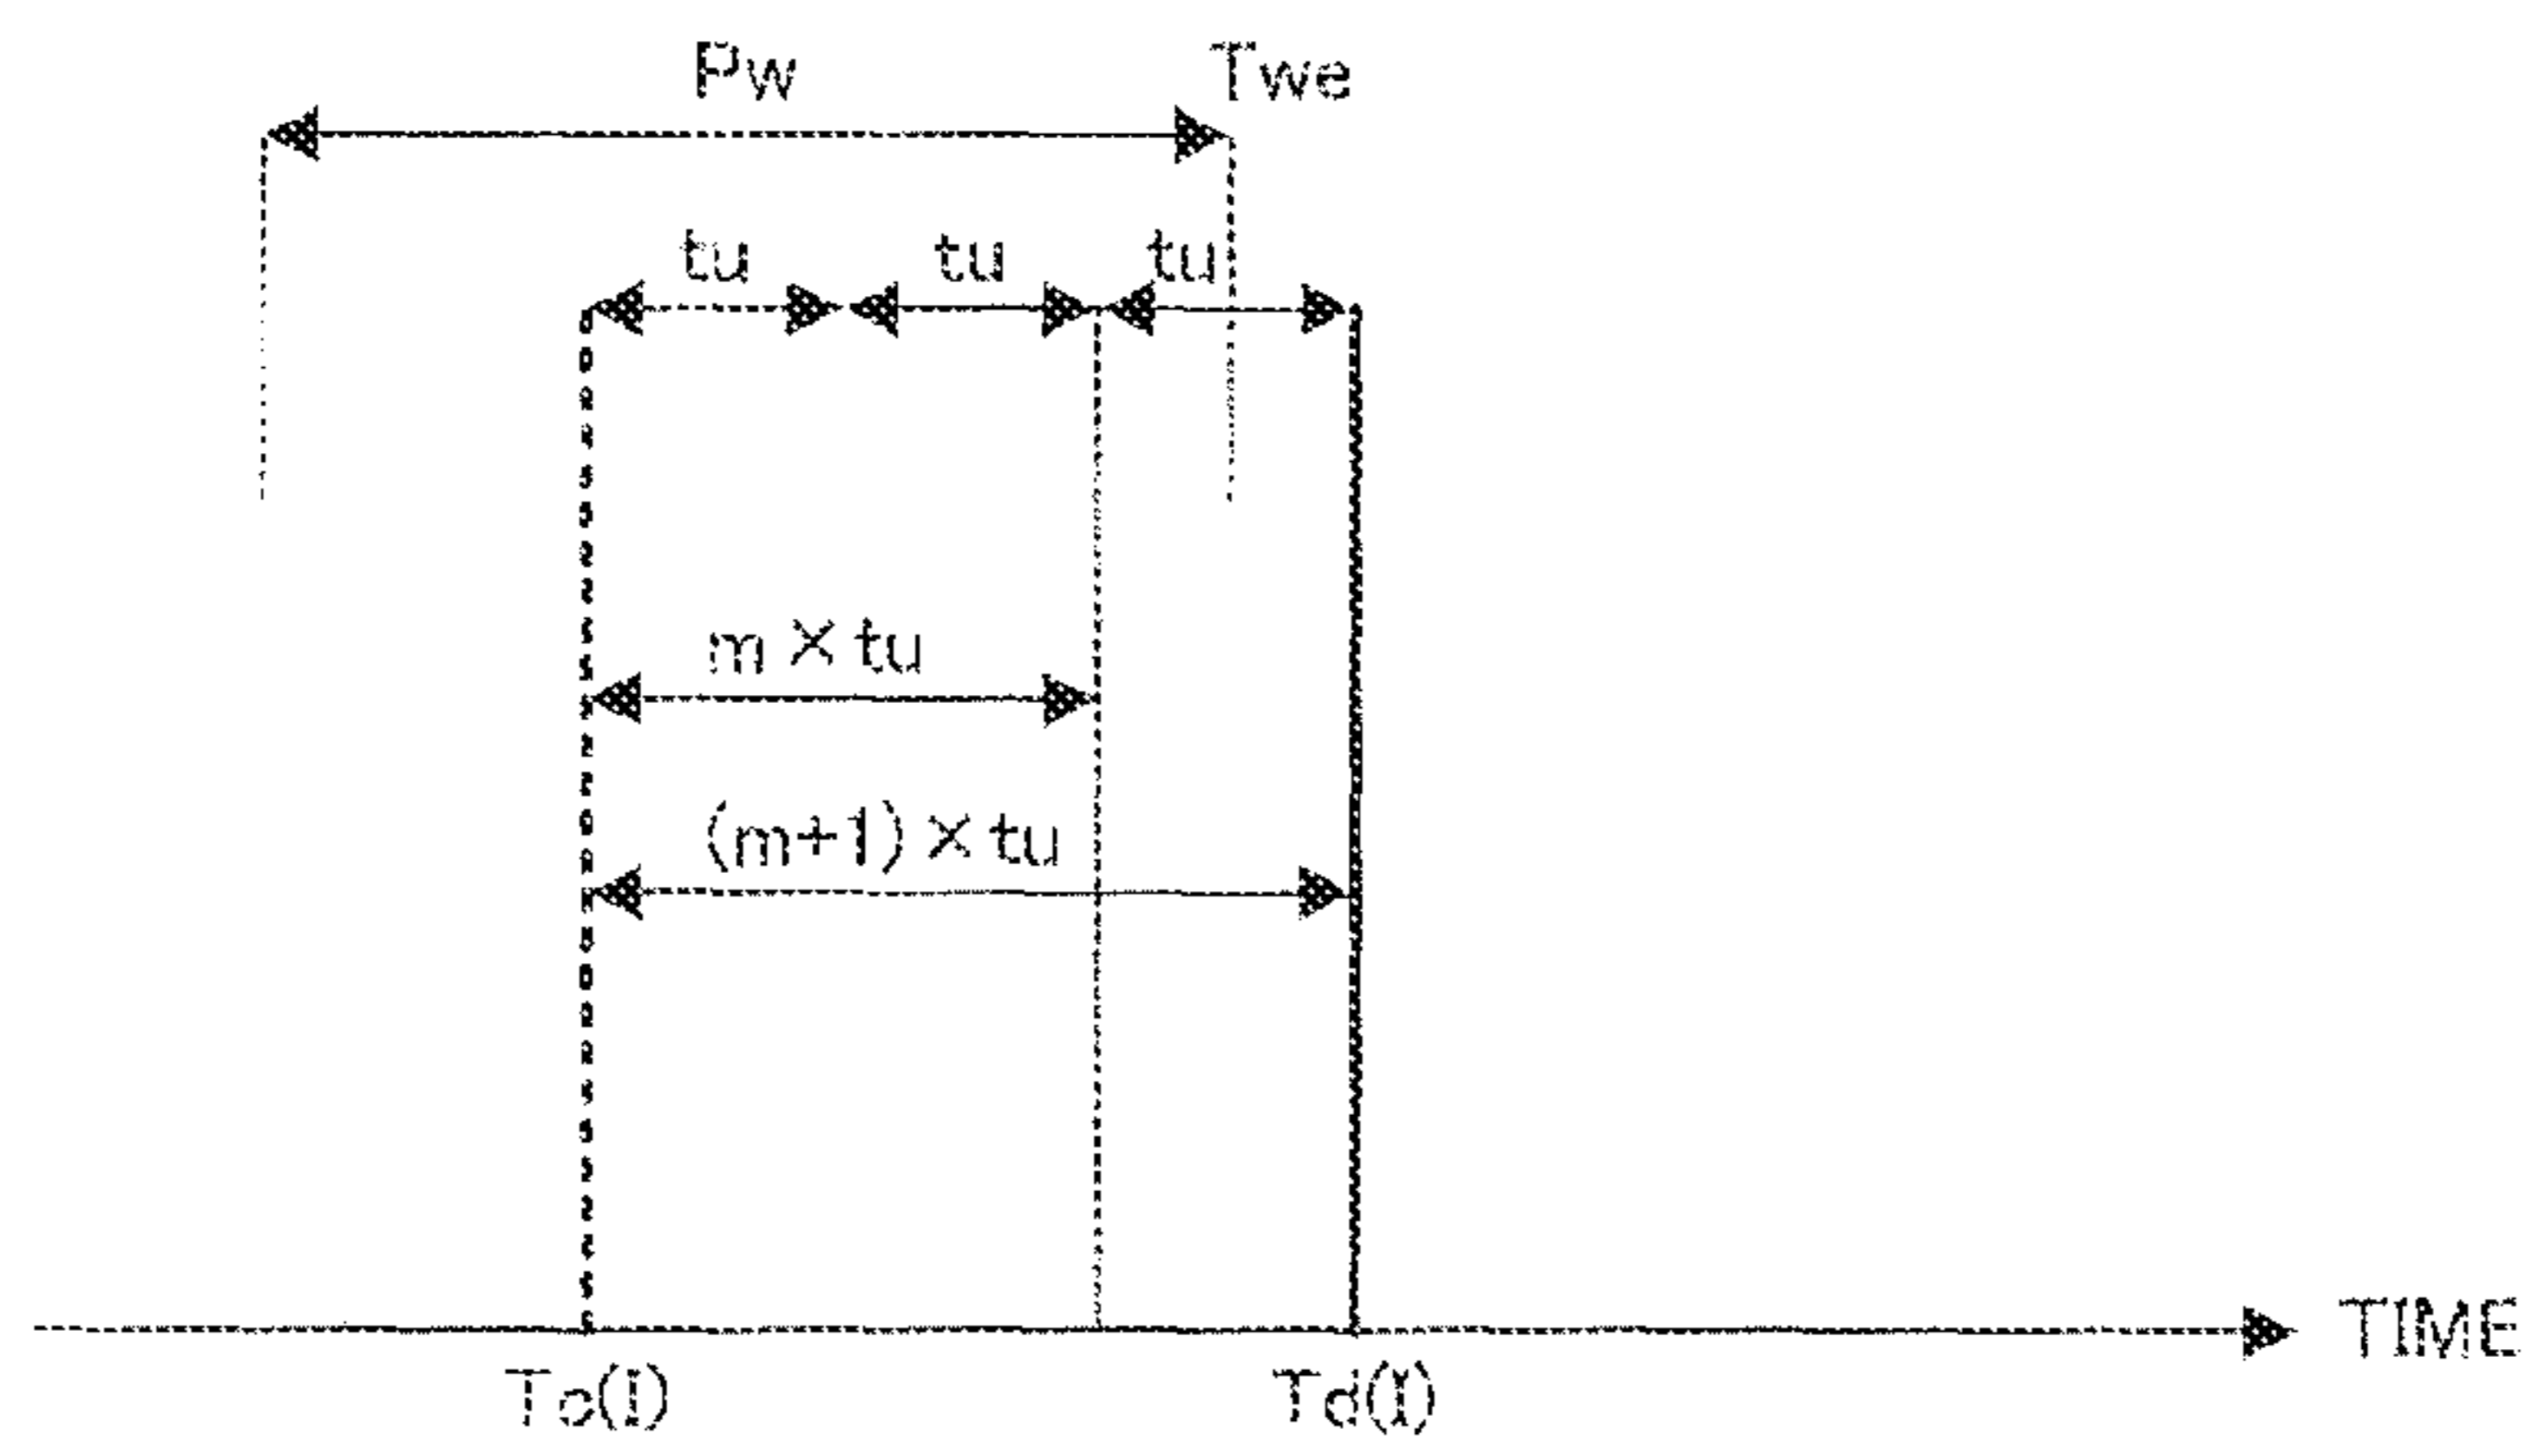 Pw Twe
tu tu tu
m × tu
(m+1) × tu
TIME
Tc(I) Td(I)